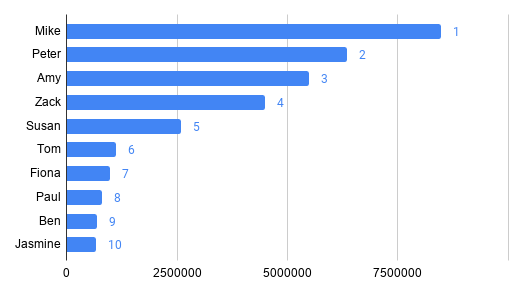 Mike 1
Peter 2
Amy 3
Zack 4
Susan 5
Tom 6
Fiona 7
Paul 8
Ben 9
Jasmine 10
0 2500000 5000000 7500000